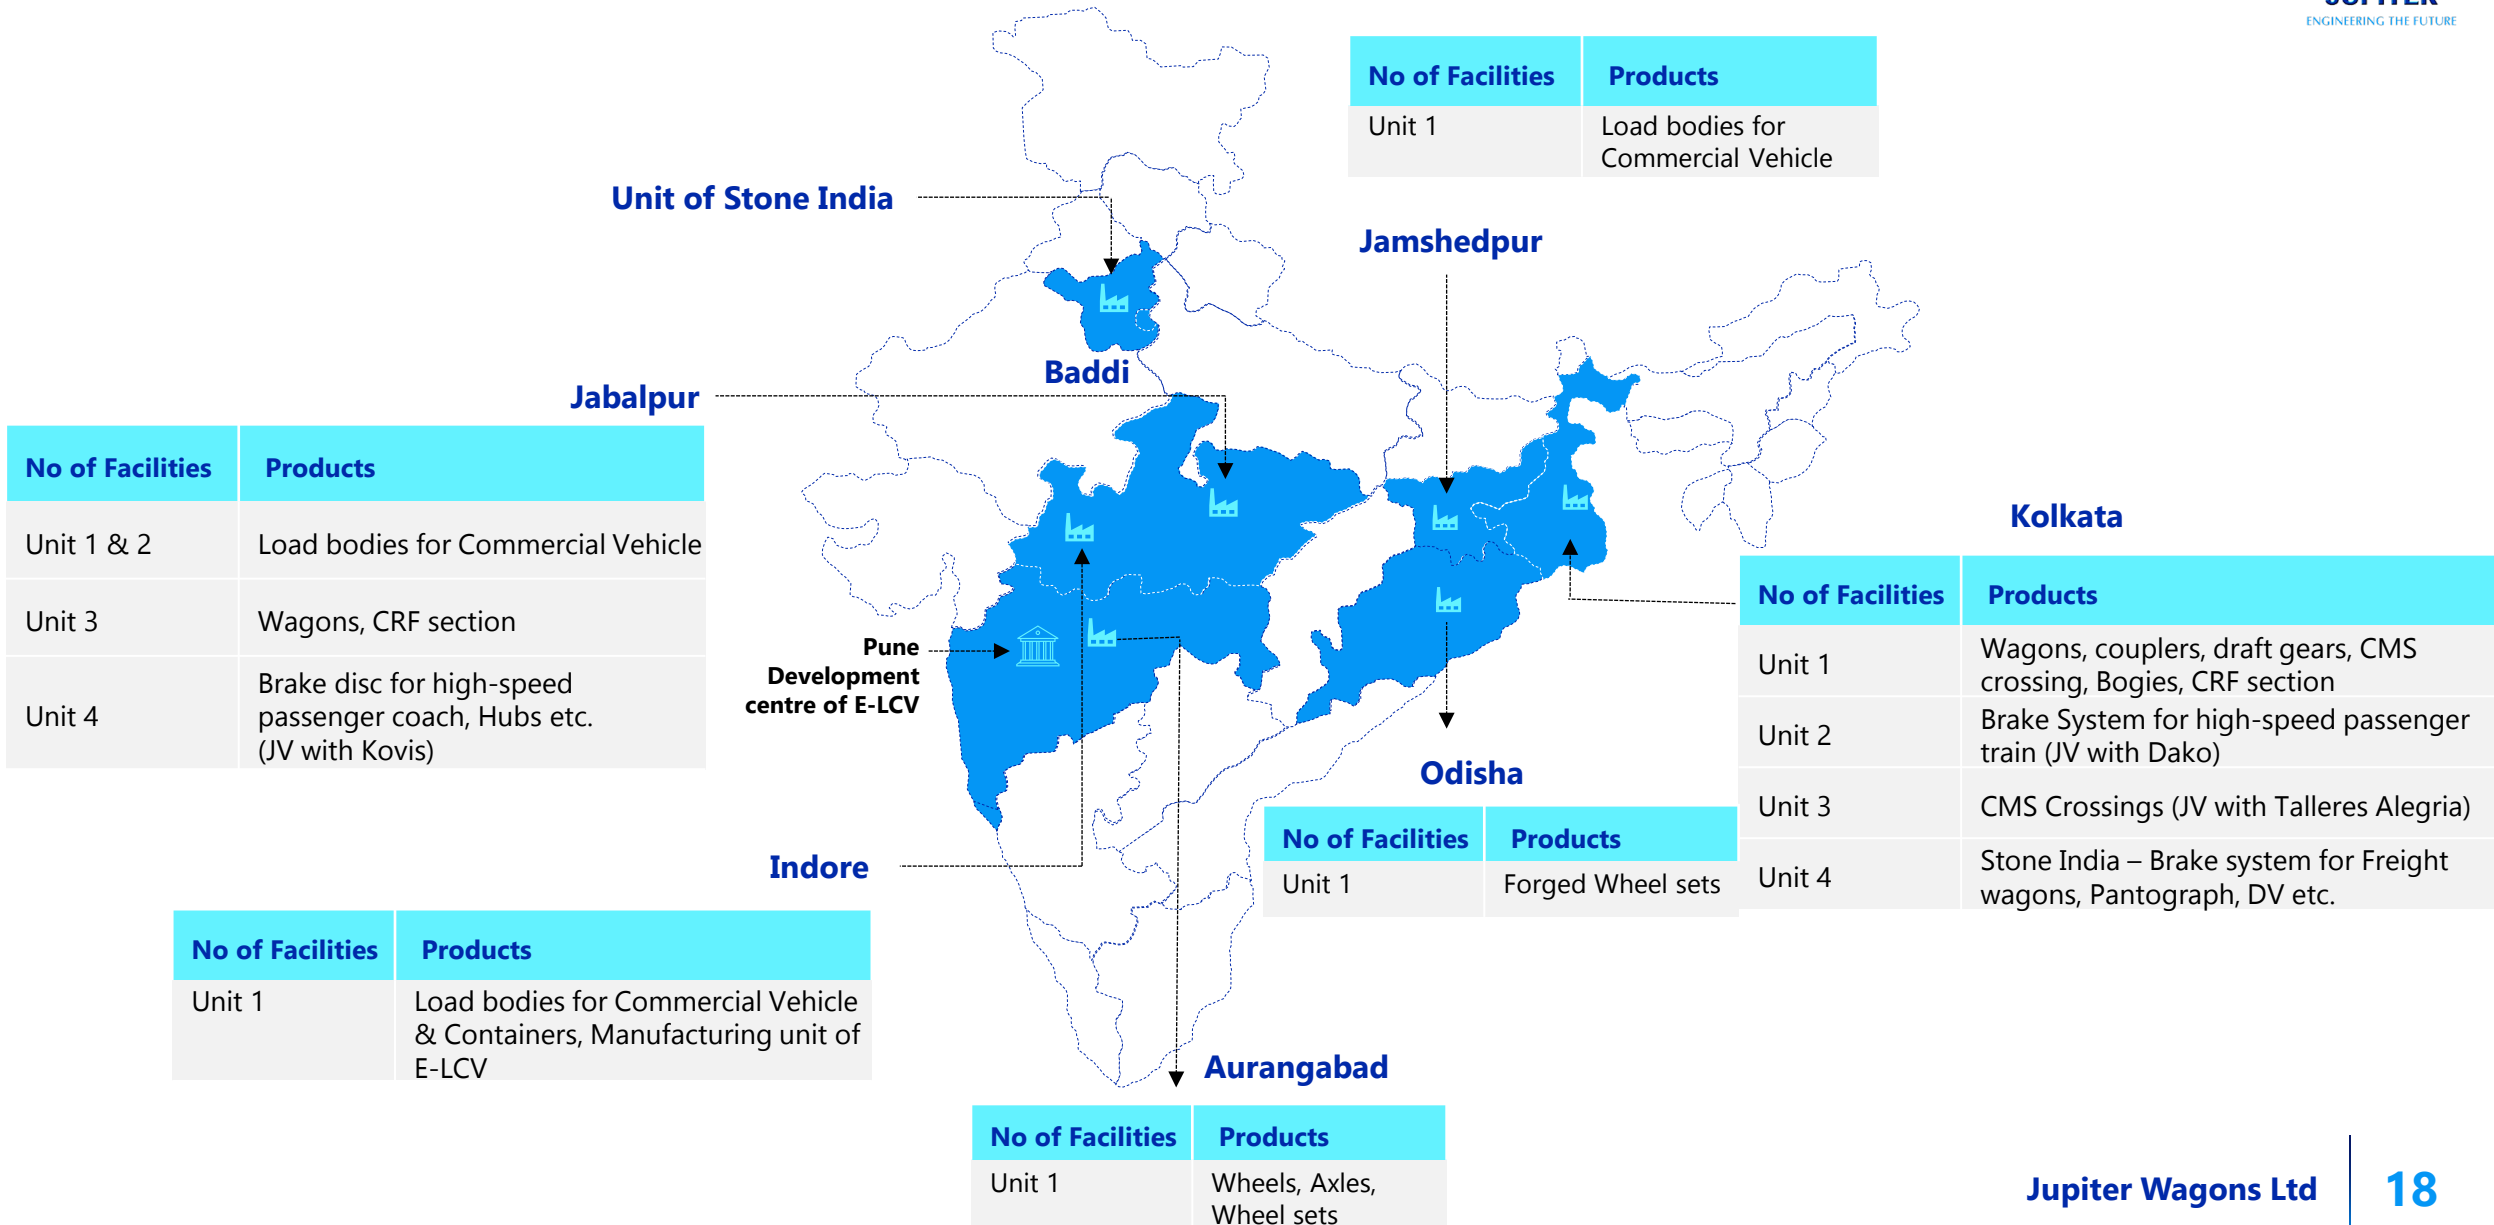 ENGINEERING THE FUTURE
No of Facilities Products
Unit 1 Load bodies for
Commercial Vehicle
Unit of Stone India
Jamshedpur
Baddi
Jabalpur
No of Facilities Products
Unit 1 & 2 Load bodies for Commercial Vehicle
Unit 3 Wagons, CRF section
Unit 4 Brake disc for high-speed
passenger coach, Hubs etc.
(JV with Kovis)
Kolkata
No of Facilities Products
Unit 1 Wagons, couplers, draft gears, CMS
crossing, Bogies, CRF section
Unit 2 Brake System for high-speed passenger
train (JV with Dako)
Unit 3 CMS Crossings (JV with Talleres Alegria)
Unit 4 Stone India – Brake system for Freight
wagons, Pantograph, DV etc.
Pune
Development
centre of E-LCV
Odisha
No of Facilities Products
Unit 1 Forged Wheel sets
Indore
No of Facilities Products
Unit 1 Load bodies for Commercial Vehicle
& Containers, Manufacturing unit of
E-LCV
Aurangabad
No of Facilities Products
Unit 1 Wheels, Axles,
Wheel sets
Jupiter Wagons Ltd 18